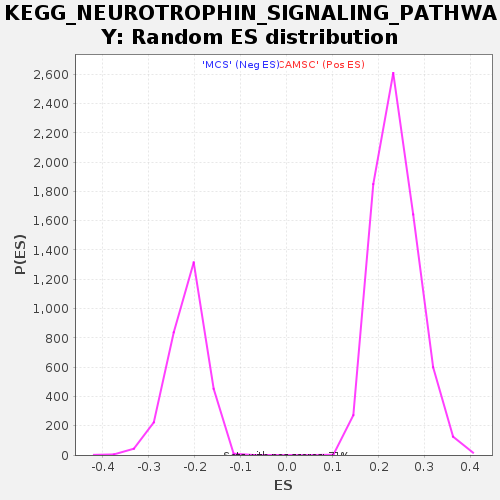 KEGG_NEUROTROPHIN_SIGNALING_PATHWA
Y: Random ES distribution
'MCS' (Neg ES)
CAMSC' (Pos ES)
2,600
2,400
2,200
2,000
1,800
1,600
1,400
1,200
1,000
800
600
400
200
0
P(ES)
71%
-0.4 -0.3 -0.2 -0.1 0.0 0.1 0.2 0.3 0.4
ES